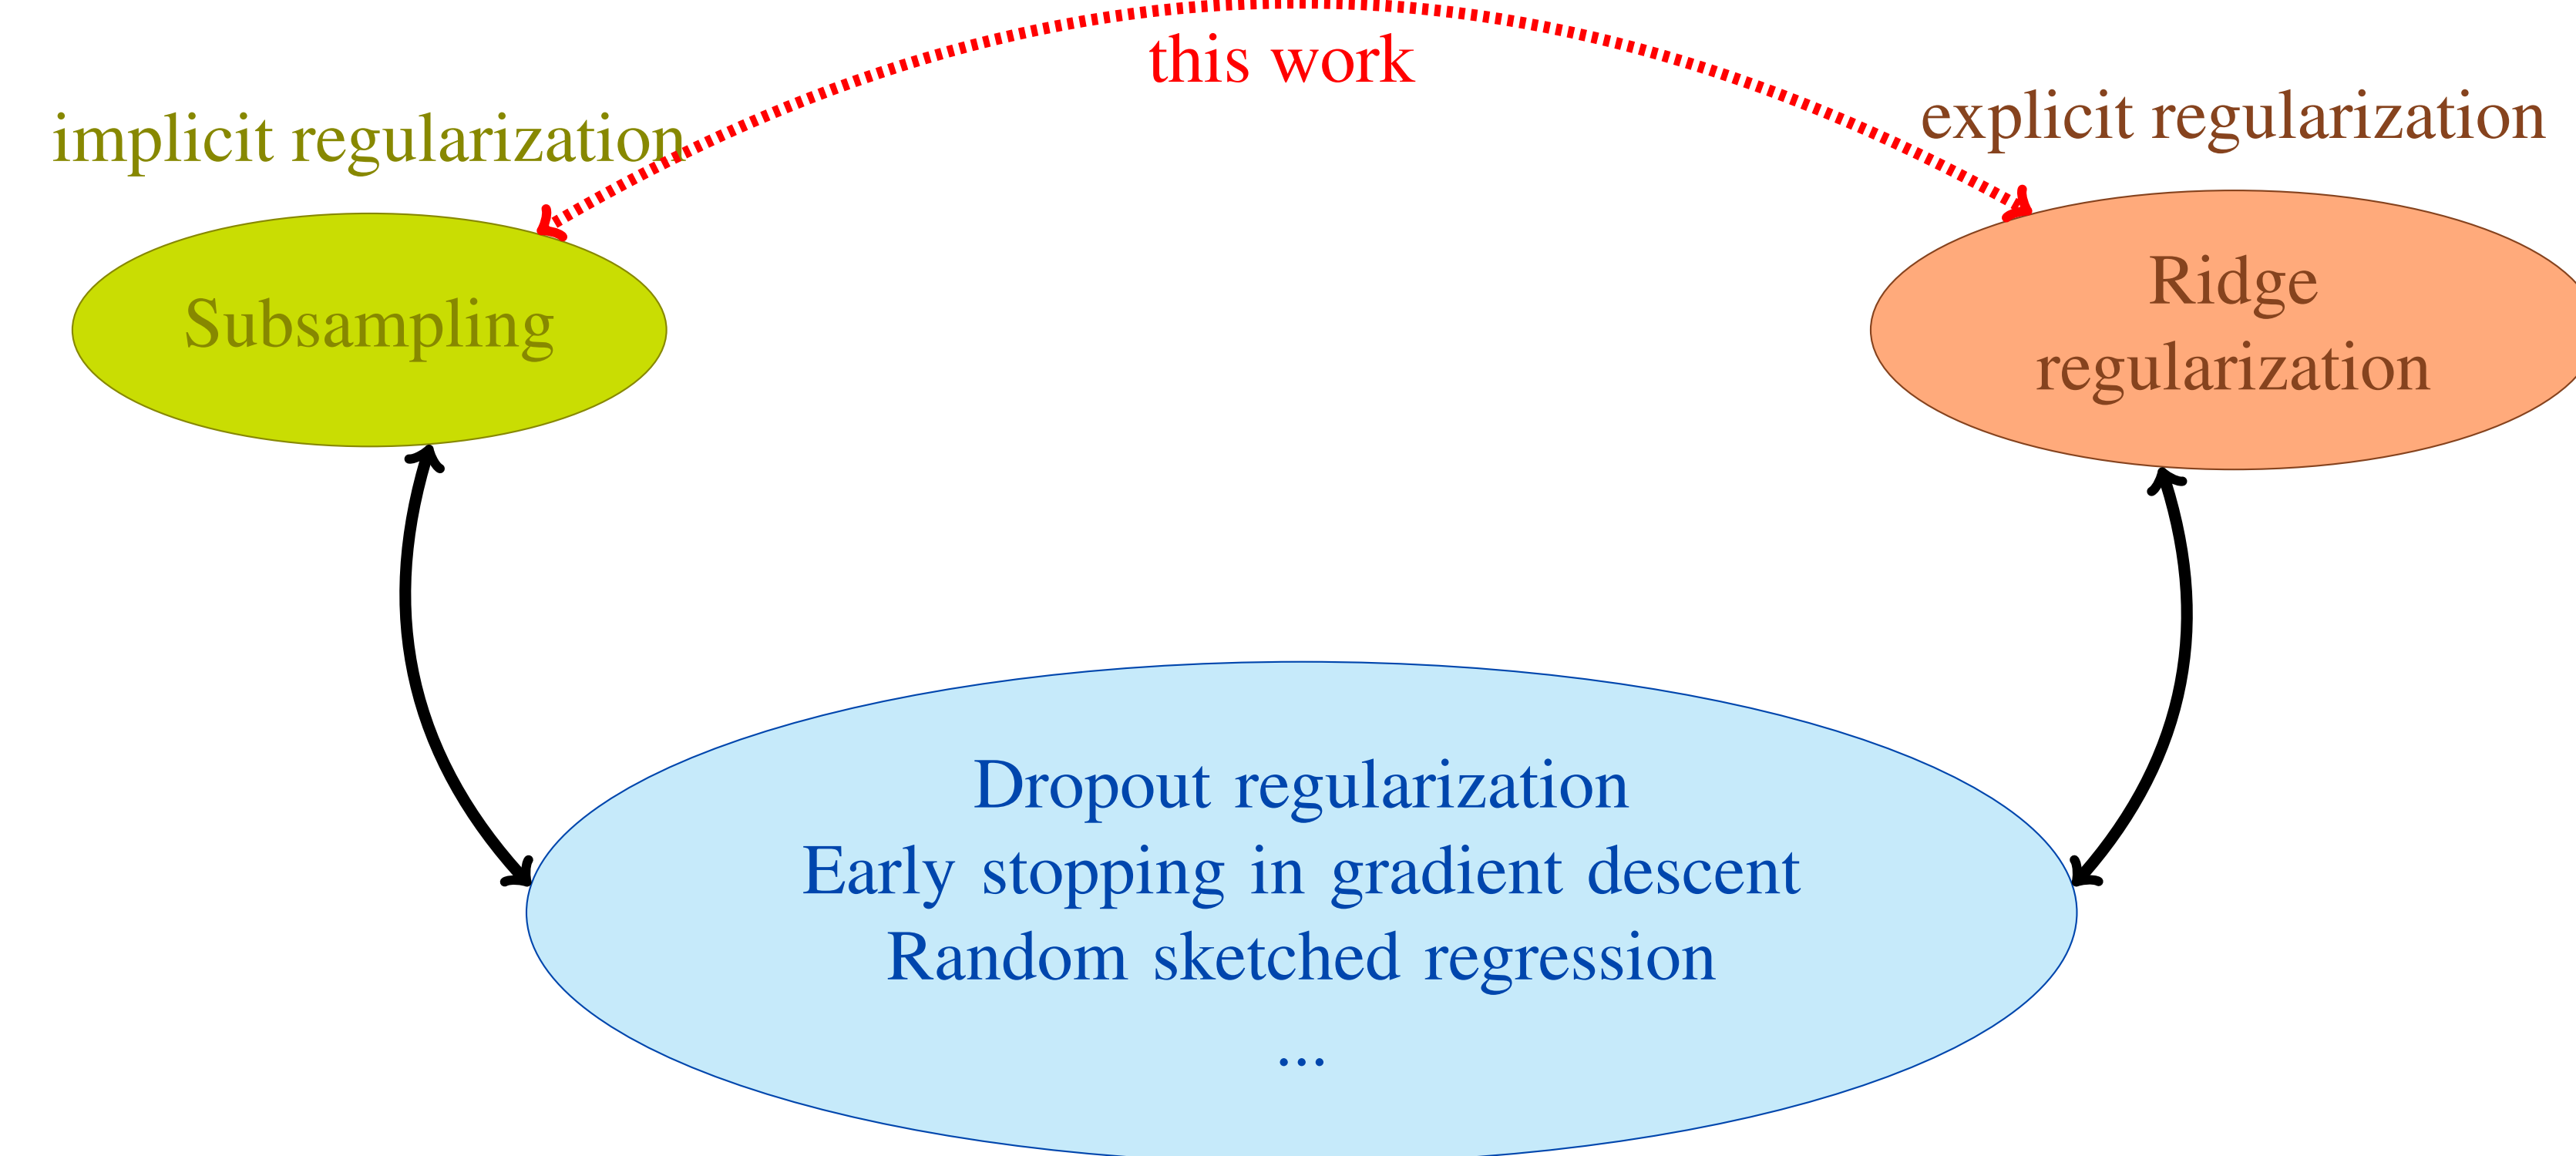 this work
implicit regularization
explicit regularization
Subsampling
Ridge
regularization
Dropout regularization
Early stopping in gradient descent
Random sketched regression
...